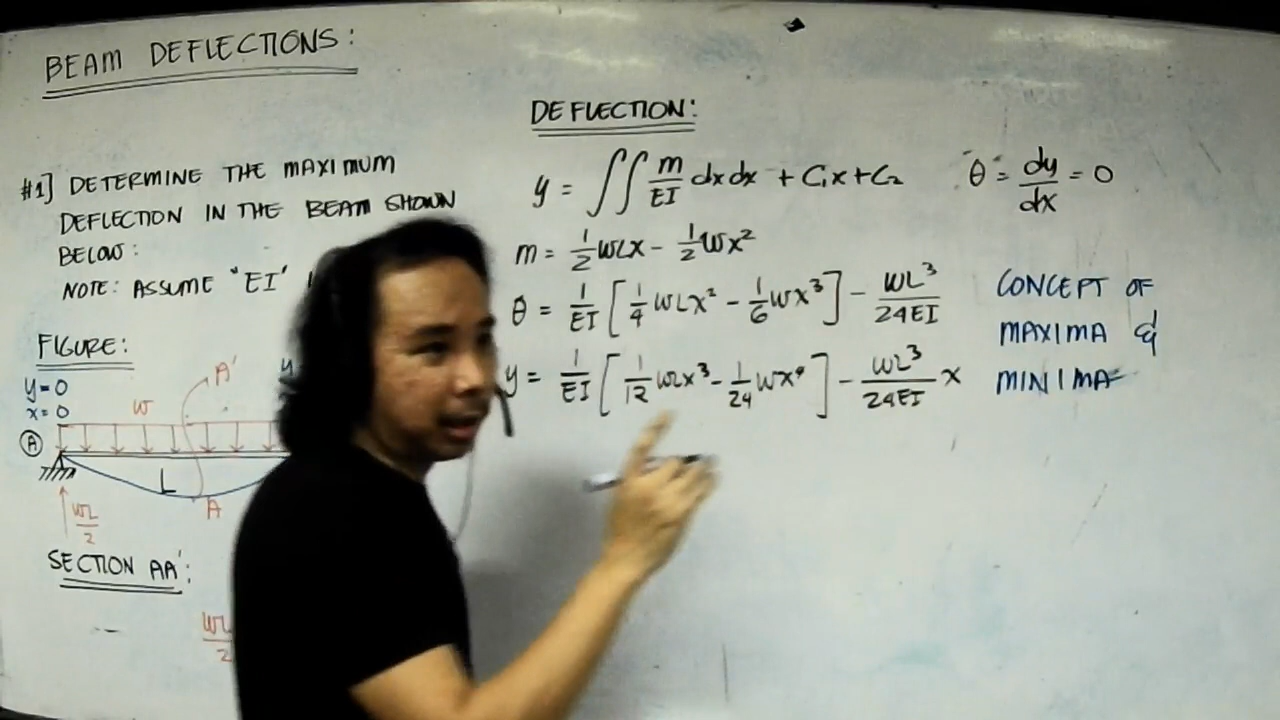 BEAM DEFLECTIONS:
#1] DETERMINE THE MAXIMUM
DEFLECTION IN THE BEAM SHOWN
BELOW:
NOTE: ASSUME "EI"
FIGURE:
y=0
x=0
A
w
A'
y
L
A
wL/2
SECTION AA':
wL/2
DEFLECTION:
y = ∫∫ m/EI dxdx + C₁x + C₂
θ = dy/dx = 0
m = 1/2 wLx - 1/2 wx²
θ = 1/EI [1/4 wLx² - 1/6 wx³] - wL³/24EI
y = 1/EI [1/12 wLx³ - 1/24 wx⁴] - wL³/24EI x
CONCEPT OF
MAXIMA &
MINIMA